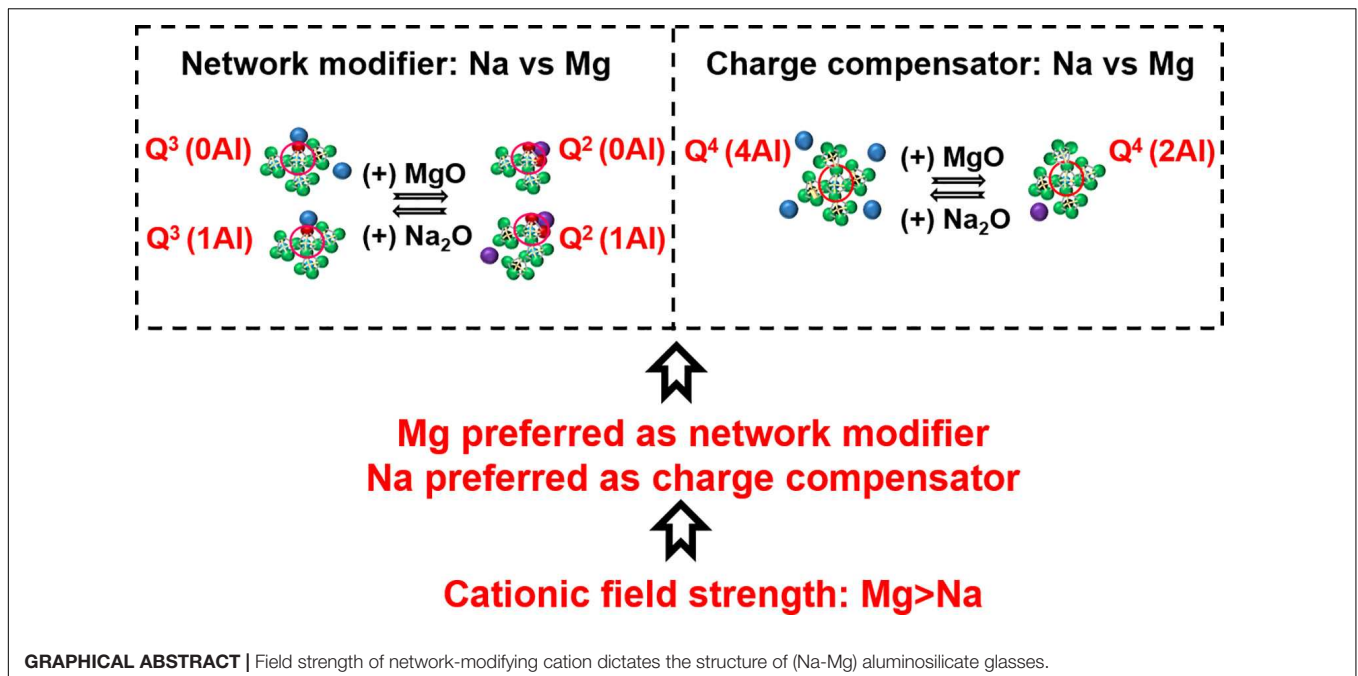 Network modifier: Na vs Mg
Q³ (0Al)
(+) MgO
Q² (0Al)
Q³ (1Al)
(+) Na₂O
Q² (1Al)
Charge compensator: Na vs Mg
Q⁴ (4Al)
(+) MgO
Q⁴ (2Al)
(+) Na₂O
Mg preferred as network modifier
Na preferred as charge compensator
Cationic field strength: Mg>Na
GRAPHICAL ABSTRACT | Field strength of network-modifying cation dictates the structure of (Na-Mg) aluminosilicate glasses.